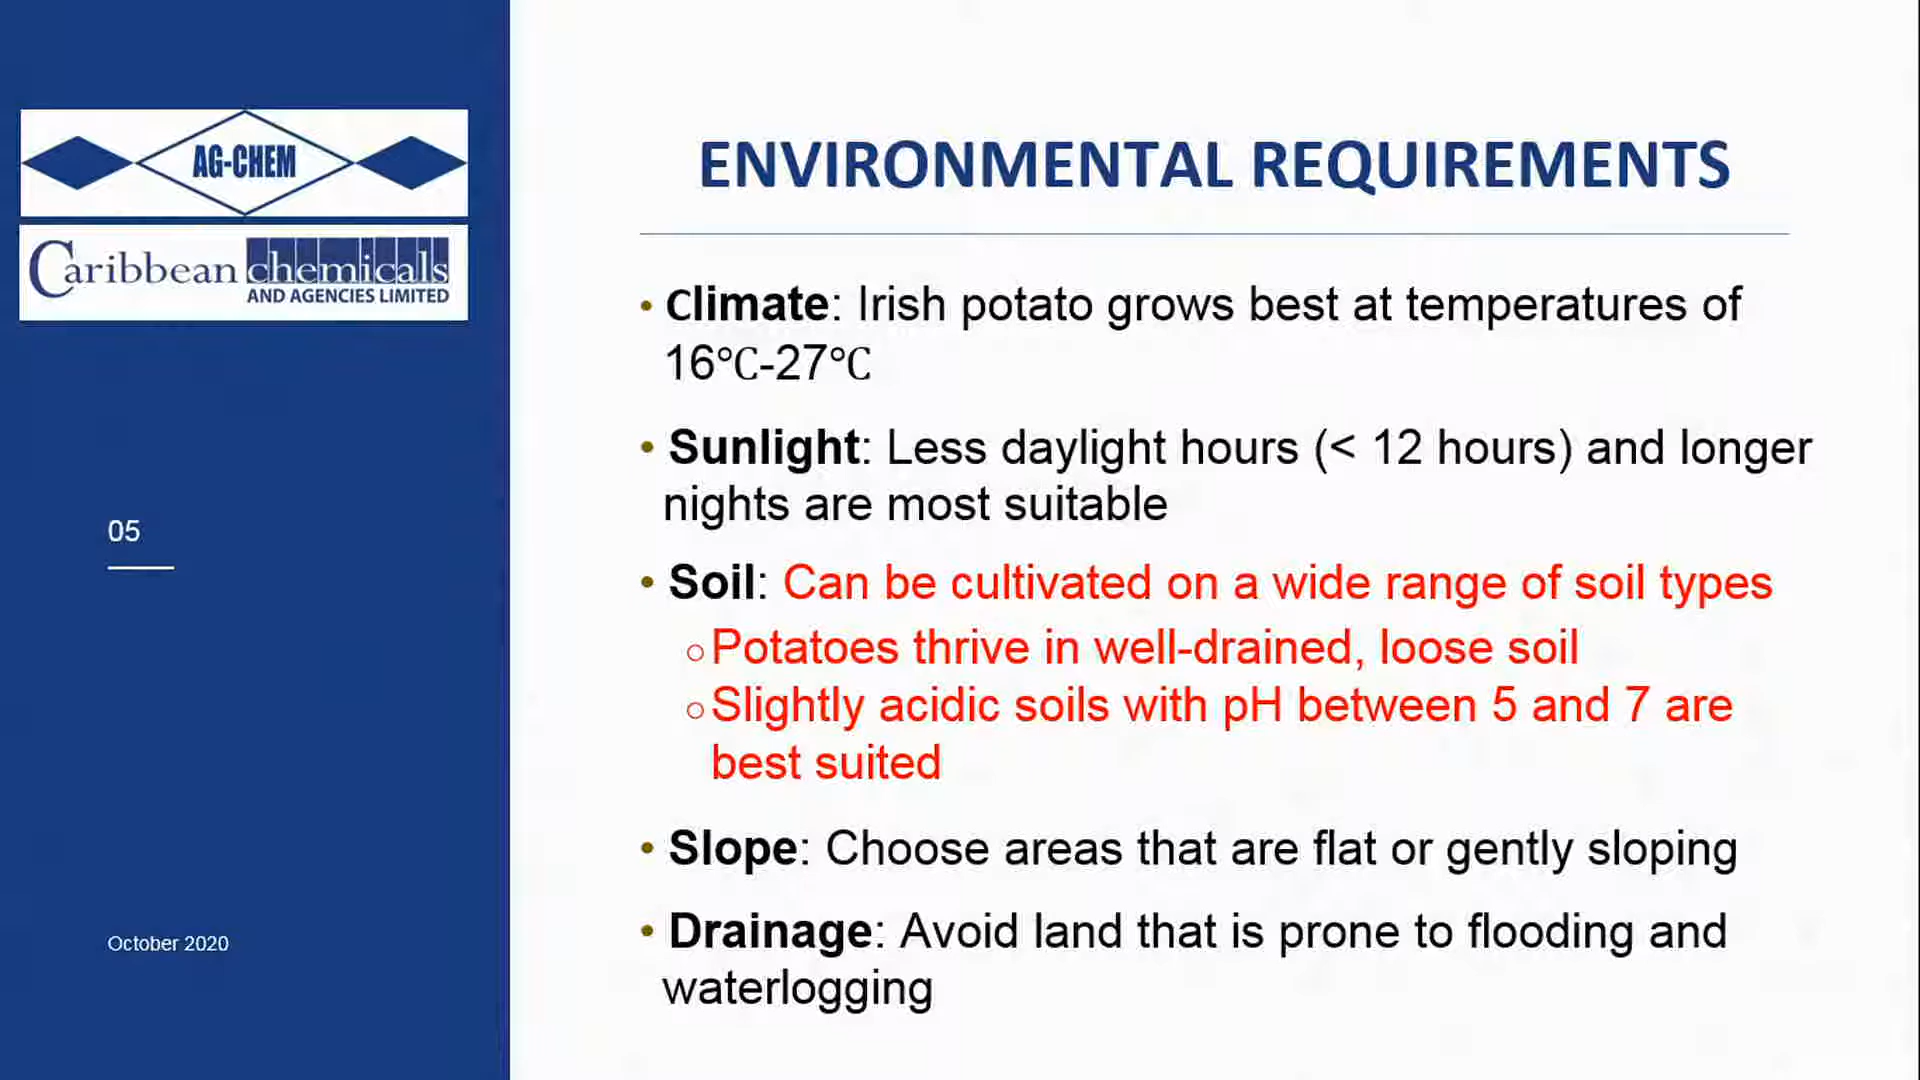 AG-CHEM
Caribbean chemicals
AND AGENCIES LIMITED
05
October 2020
ENVIRONMENTAL REQUIREMENTS
• Climate: Irish potato grows best at temperatures of
16℃-27℃
• Sunlight: Less daylight hours (< 12 hours) and longer
nights are most suitable
• Soil: Can be cultivated on a wide range of soil types
○Potatoes thrive in well-drained, loose soil
○Slightly acidic soils with pH between 5 and 7 are
best suited
• Slope: Choose areas that are flat or gently sloping
• Drainage: Avoid land that is prone to flooding and
waterlogging